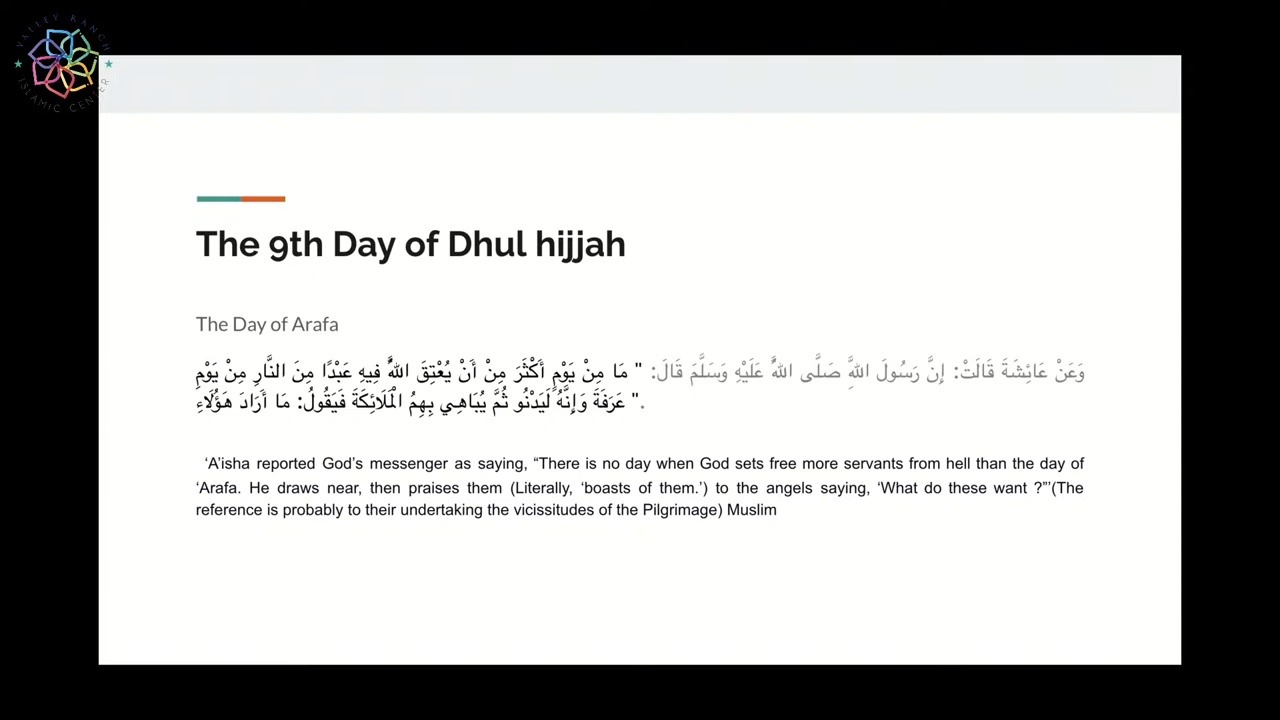 VALLEY RANCH
ISLAMIC CENTER
The 9th Day of Dhul hijjah
The Day of Arafa
وَعَنْ عَائِشَةَ قَالَتْ: إِنَّ رَسُولَ اللَّهِ صَلَّى اللَّهُ عَلَيْهِ وَسَلَّمَ قَالَ: " مَا مِنْ يَوْمٍ أَكْثَرَ مِنْ أَنْ يُعْتِقَ اللَّهُ فِيهِ عَبْدًا مِنَ النَّارِ مِنْ يَوْمِ
عَرَفَةَ وَإِنَّهُ لَيَدْنُو ثُمَّ يُبَاهِي بِهِمُ الْمَلَائِكَةَ فَيَقُولُ: مَا أَرَادَ هَؤُلَاءِ ".
‘A’isha reported God’s messenger as saying, “There is no day when God sets free more servants from hell than the day of
‘Arafa. He draws near, then praises them (Literally, ‘boasts of them.’) to the angels saying, ‘What do these want ?”’(The
reference is probably to their undertaking the vicissitudes of the Pilgrimage) Muslim